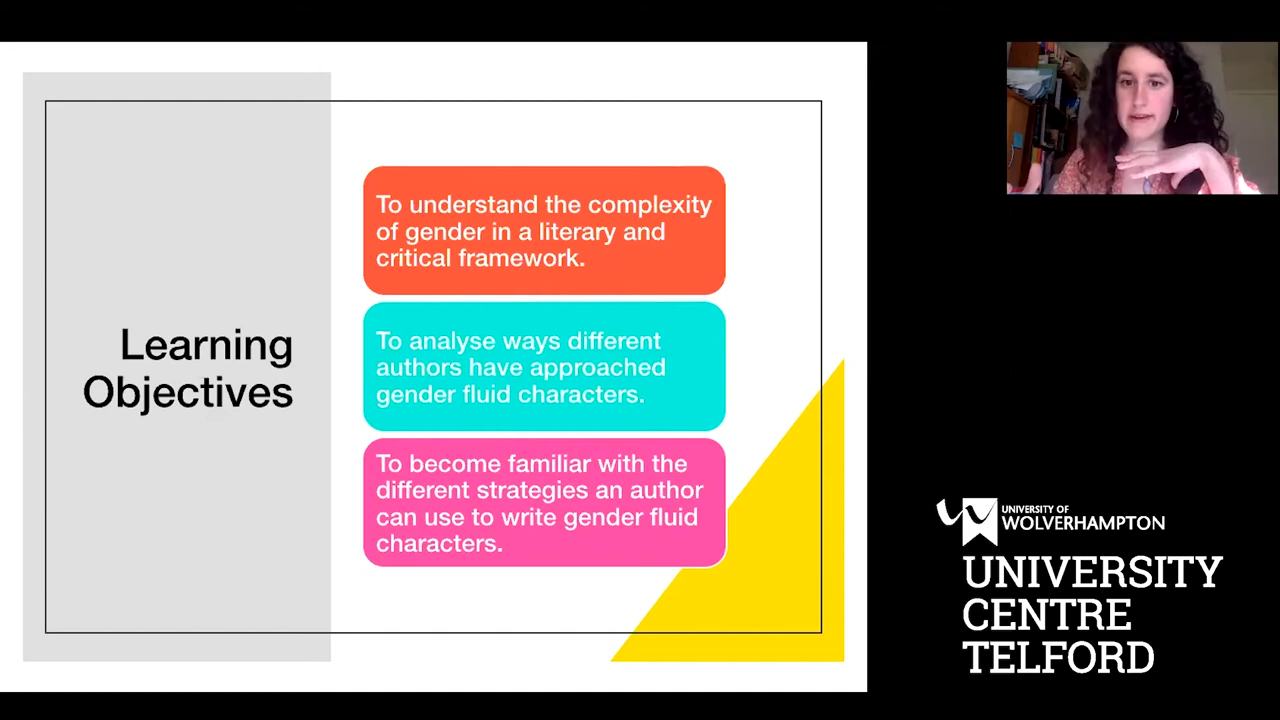 Learning
Objectives
To understand the complexity
of gender in a literary and
critical framework.
To analyse ways different
authors have approached
gender fluid characters.
To become familiar with the
different strategies an author
can use to write gender fluid
characters.
UNIVERSITY OF
WOLVERHAMPTON
UNIVERSITY
CENTRE
TELFORD